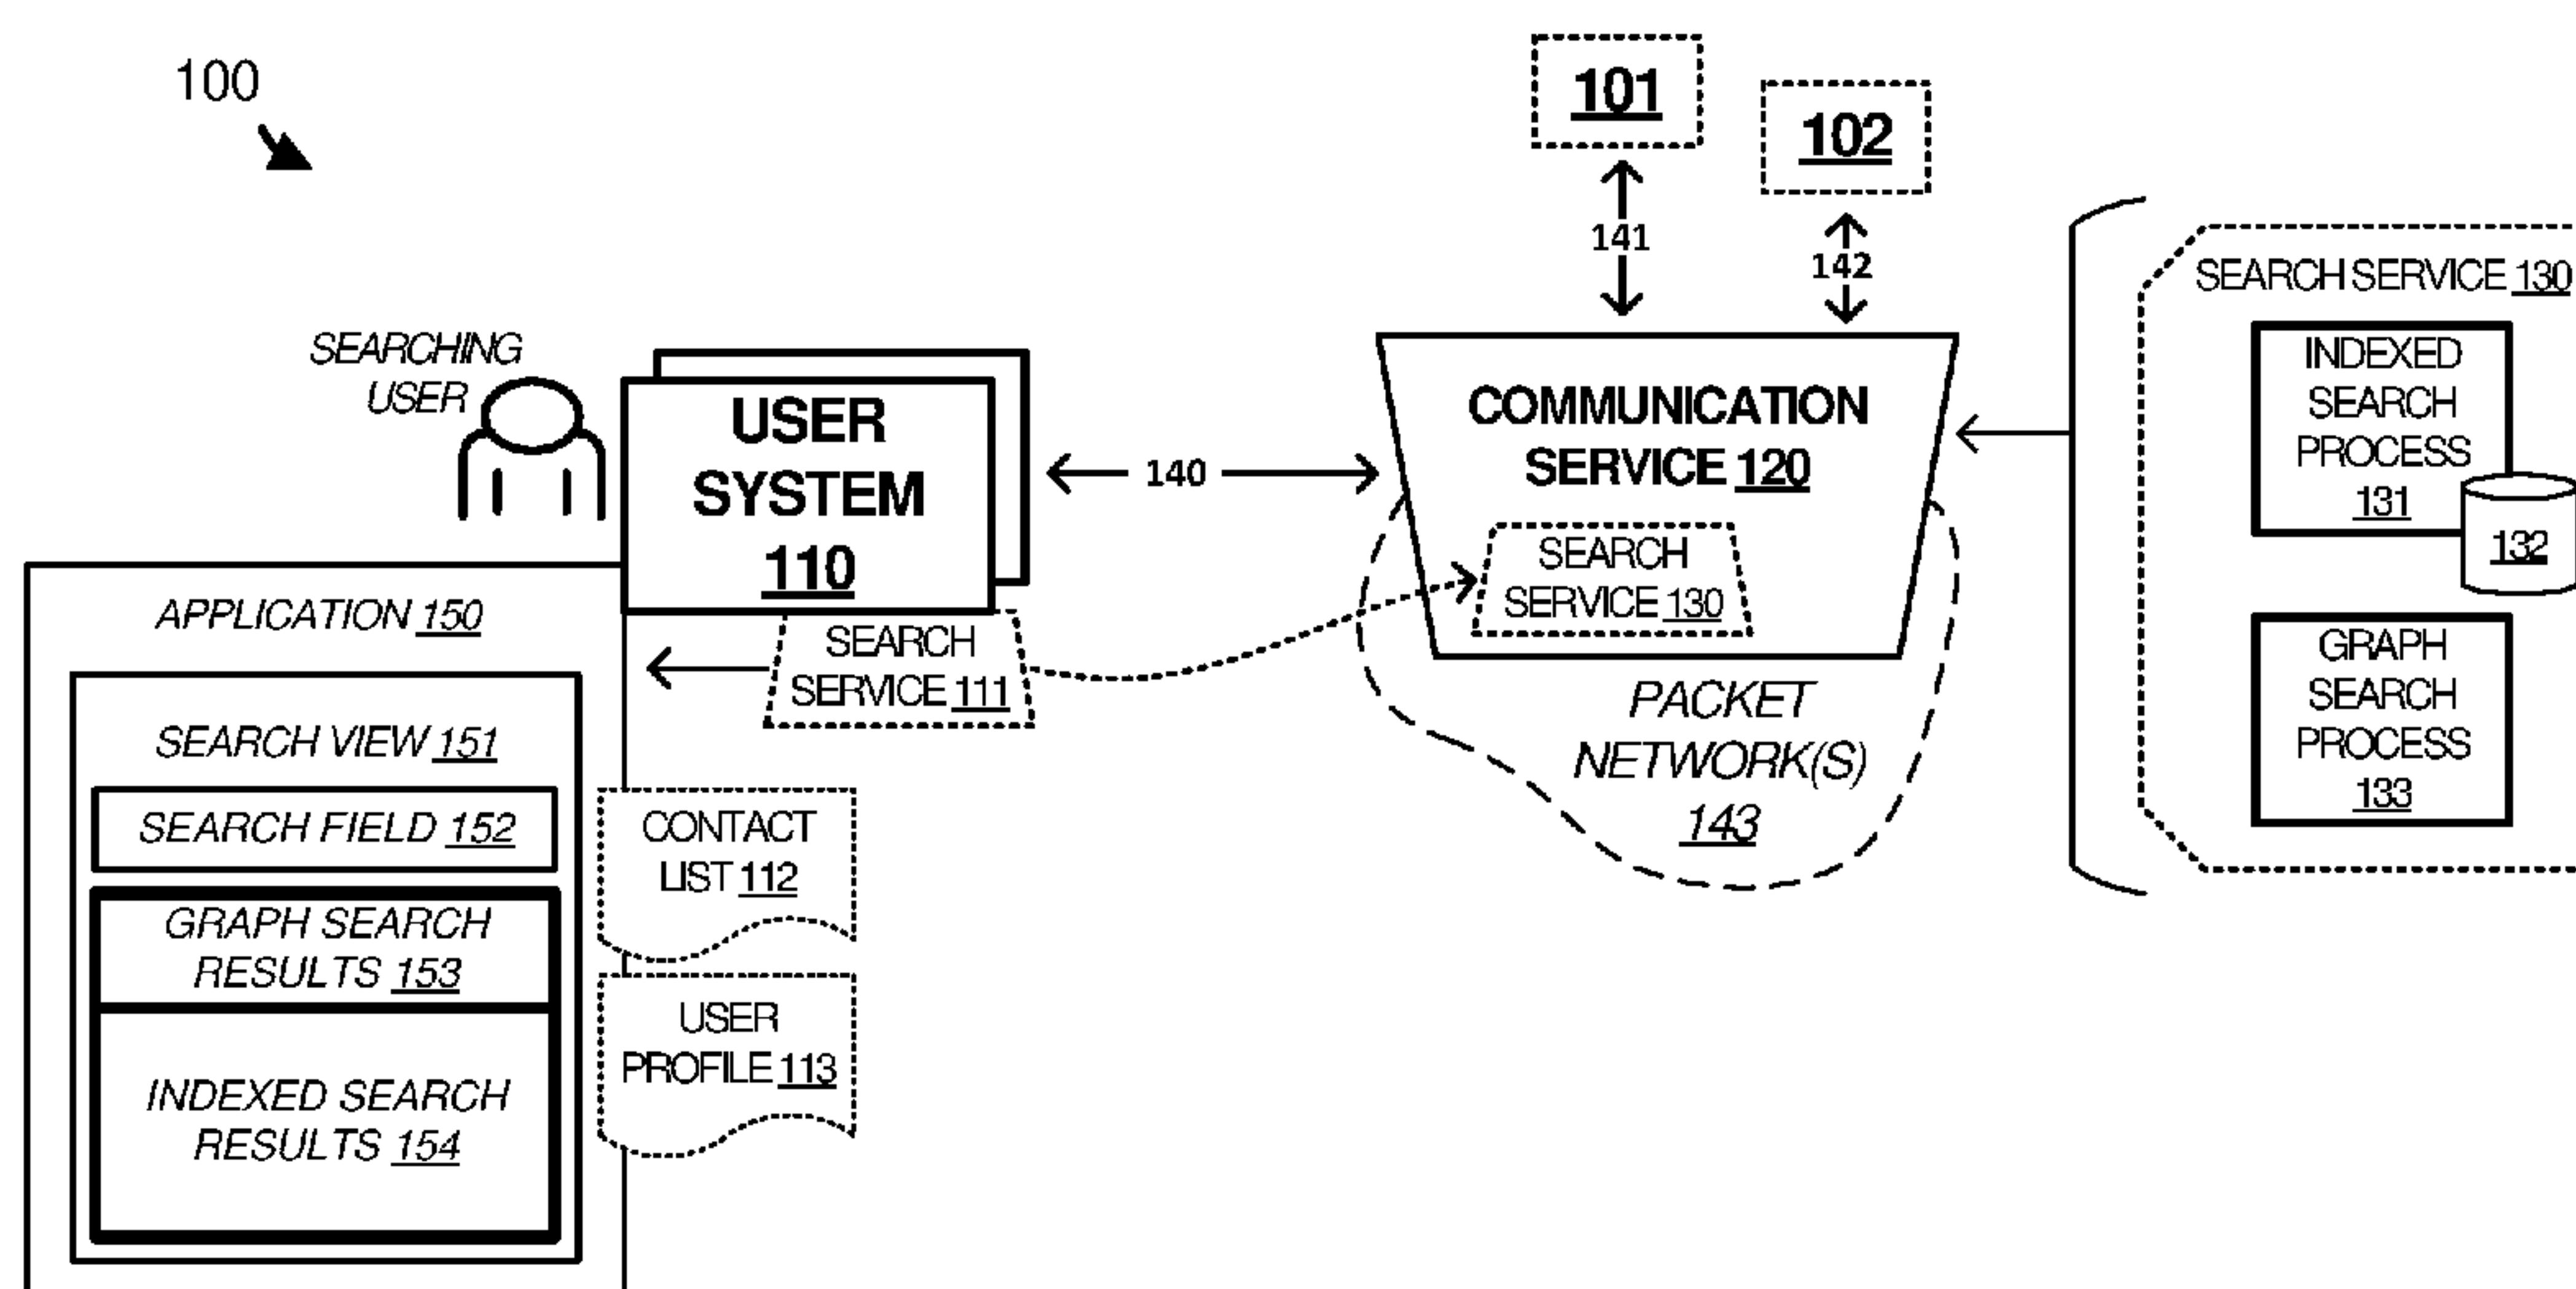 100
101
102
141
142
SEARCHING
USER
USER
SYSTEM
110
140
COMMUNICATION
SERVICE 120
SEARCH
SERVICE 130
SEARCH
SERVICE 111
PACKET
NETWORK(S)
143
SEARCH SERVICE 130
INDEXED
SEARCH
PROCESS
131
132
GRAPH
SEARCH
PROCESS
133
APPLICATION 150
SEARCH VIEW 151
SEARCH FIELD 152
GRAPH SEARCH
RESULTS 153
INDEXED SEARCH
RESULTS 154
CONTACT
LIST 112
USER
PROFILE 113